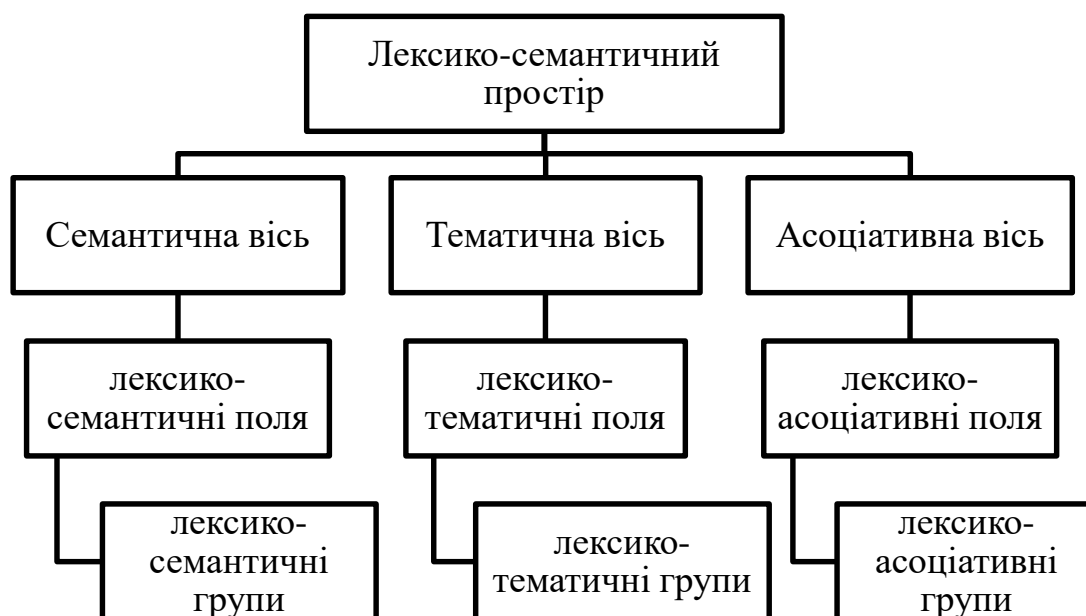 Лексико-семантичний
простір
Семантична вісь
Тематична вісь
Асоціативна вісь
лексико-
семантичні поля
лексико-
тематичні поля
лексико-
асоціативні поля
лексико-
семантичні
групи
лексико-
тематичні групи
лексико-
асоціативні
групи